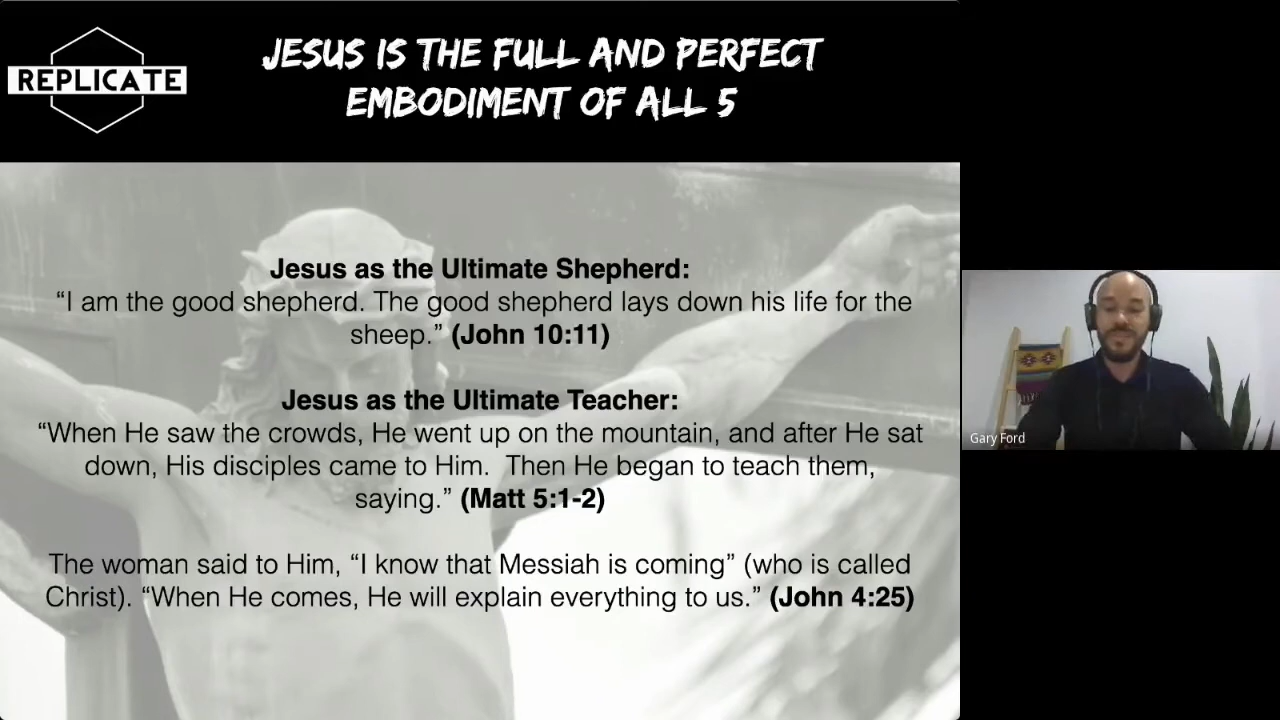 REPLICATE
JESUS IS THE FULL AND PERFECT
EMBODIMENT OF ALL 5
Jesus as the Ultimate Shepherd:
“I am the good shepherd. The good shepherd lays down his life for the
sheep.” (John 10:11)
Jesus as the Ultimate Teacher:
“When He saw the crowds, He went up on the mountain, and after He sat
down, His disciples came to Him.  Then He began to teach them,
saying.” (Matt 5:1-2)
The woman said to Him, “I know that Messiah is coming” (who is called
Christ). “When He comes, He will explain everything to us.” (John 4:25)
Gary Ford